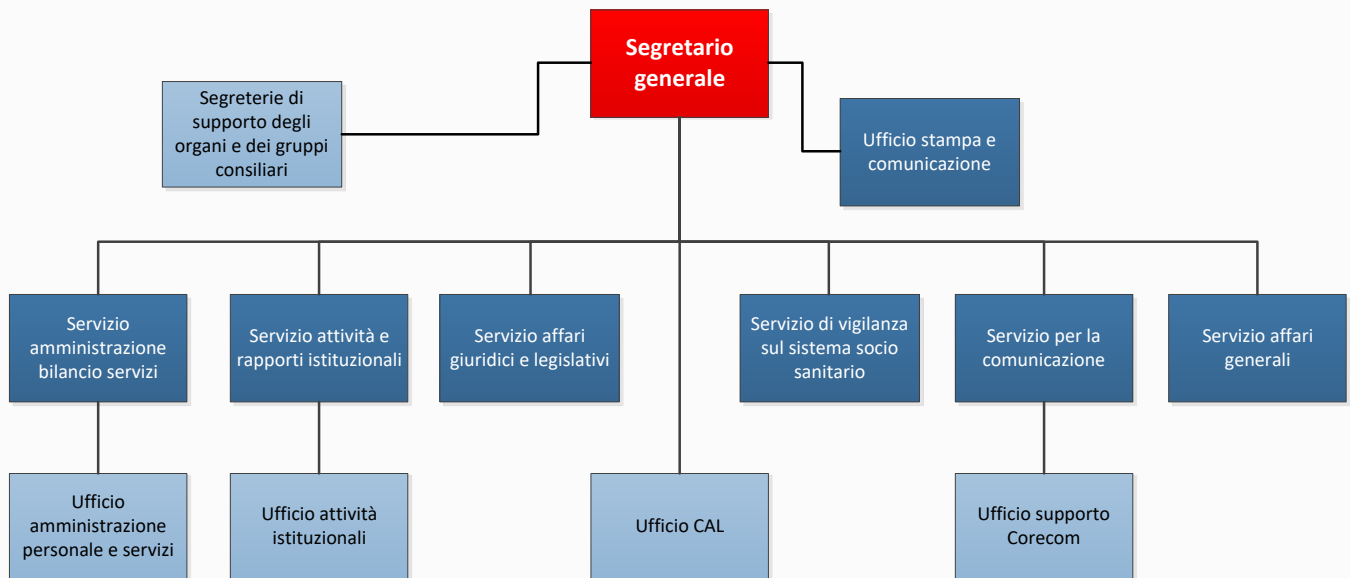 Segretario
generale
Segreterie di
supporto degli
organi e dei gruppi
consiliari
Ufficio stampa e
comunicazione
Servizio
amministrazione
bilancio servizi
Servizio attività e
rapporti istituzionali
Servizio affari
giuridici e legislativi
Servizio di vigilanza
sul sistema socio
sanitario
Servizio per la
comunicazione
Servizio affari
generali
Ufficio
amministrazione
personale e servizi
Ufficio attività
istituzionali
Ufficio CAL
Ufficio supporto
Corecom